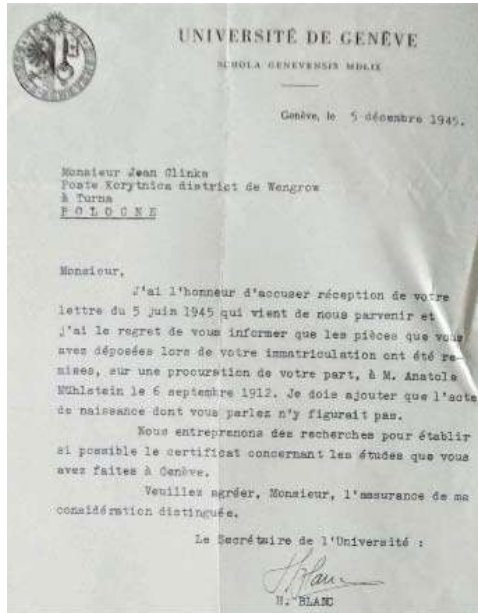 UNIVERSITÉ DE GENÈVE
SCHOLA GENEVENSIS MDLIX
Genève, le 5 décembre 1945.
Monsieur Jean Glinka
Poste Korytnica district de Wengrow
à Turna
POLOGNE
Monsieur,
J'ai l'honneur d'accuser réception de votre
lettre du 5 juin 1945 qui vient de nous parvenir et
j'ai le regret de vous informer que les pièces que vous
avez déposées lors de votre immatriculation ont été re-
mises, sur une procuration de votre part, à M. Anatole
Mühlstein le 6 septembre 1912. Je dois ajouter que l'acte
de naissance dont vous parlez n'y figurait pas.
Nous entreprenons des recherches pour établir
si possible le certificat concernant les études que vous
avez faites à Genève.
Veuillez agréer, Monsieur, l'assurance de ma
considération distinguée.
Le Secrétaire de l'Université :
H. BLANC